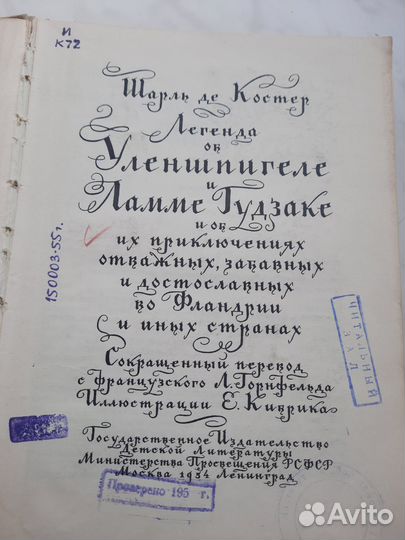 И
К72
Шарль де Костер
Легенда
об
Уленшпигеле
и
Ламме Гудзаке
и об
их приключениях
отважных, забавных
и достославных
во Фландрии
и иных странах
Сокращенный перевод
с французского Л. Горнфельда
Иллюстрации Е. Кибрика
Государственное Издательство
Детской Литературы
Министерства Просвещения РСФСР
Москва 1954 Ленинград
150003-55г.
ЧИТАЛЬНЫЙ
ЗАЛ
Проверено 195 г.
Avito